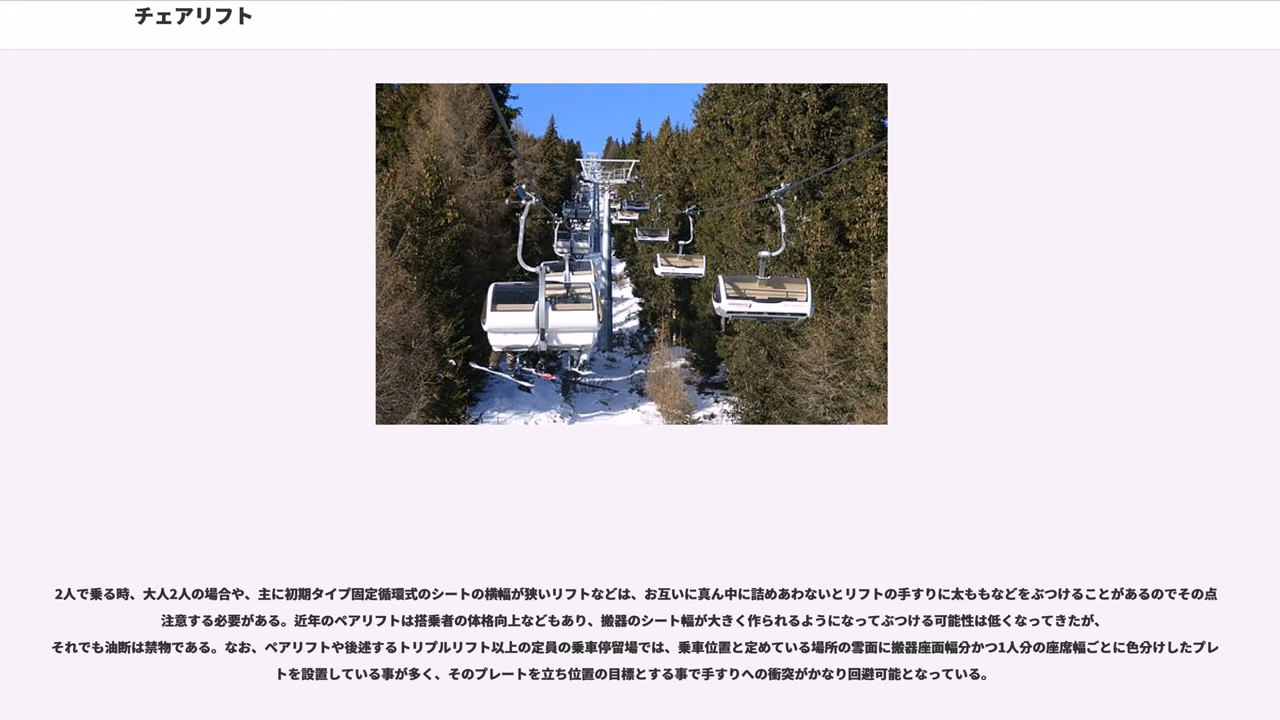 チェアリフト
2人で乗る時、大人2人の場合や、主に初期タイプ固定循環式のシートの横幅が狭いリフトなどは、お互いに真ん中に詰めあわないとリフトの手すりに太ももなどをぶつけることがあるのでその点
注意する必要がある。近年のペアリフトは搭乗者の体格向上などもあり、搬器のシート幅が大きく作られるようになってぶつける可能性は低くなってきたが、
それでも油断は禁物である。なお、ペアリフトや後述するトリプルリフト以上の定員の乗車停留場では、乗車位置と定めている場所の雪面に搬器座面幅分かつ1人分の座席幅ごとに色分けしたプレ
トを設置している事が多く、そのプレートを立ち位置の目標とする事で手すりへの衝突がかなり回避可能となっている。